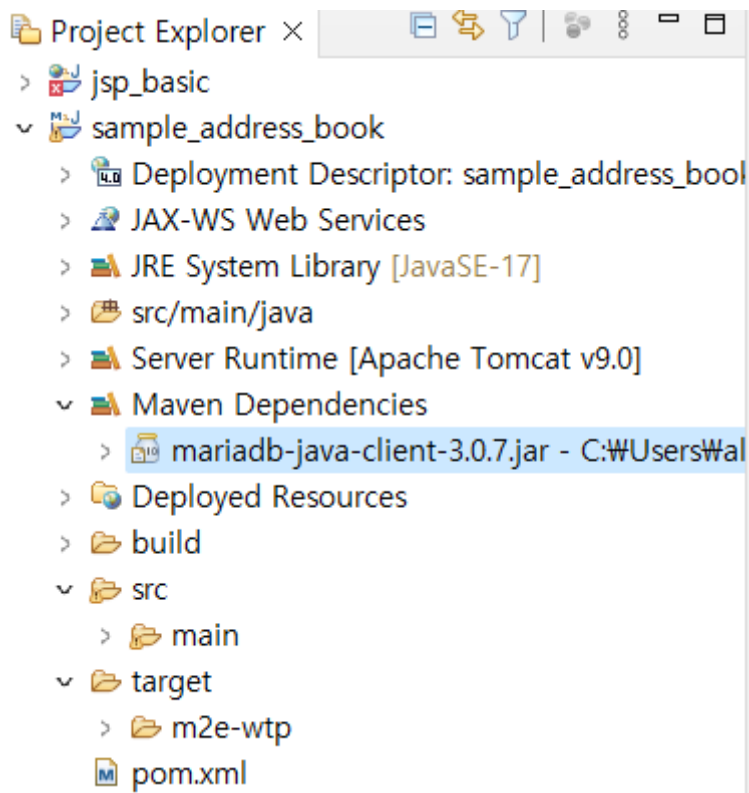 Project Explorer
jsp_basic
sample_address_book
Deployment Descriptor: sample_address_book
JAX-WS Web Services
JRE System Library [JavaSE-17]
src/main/java
Server Runtime [Apache Tomcat v9.0]
Maven Dependencies
mariadb-java-client-3.0.7.jar - C:₩Users₩al
Deployed Resources
build
src
main
target
m2e-wtp
pom.xml